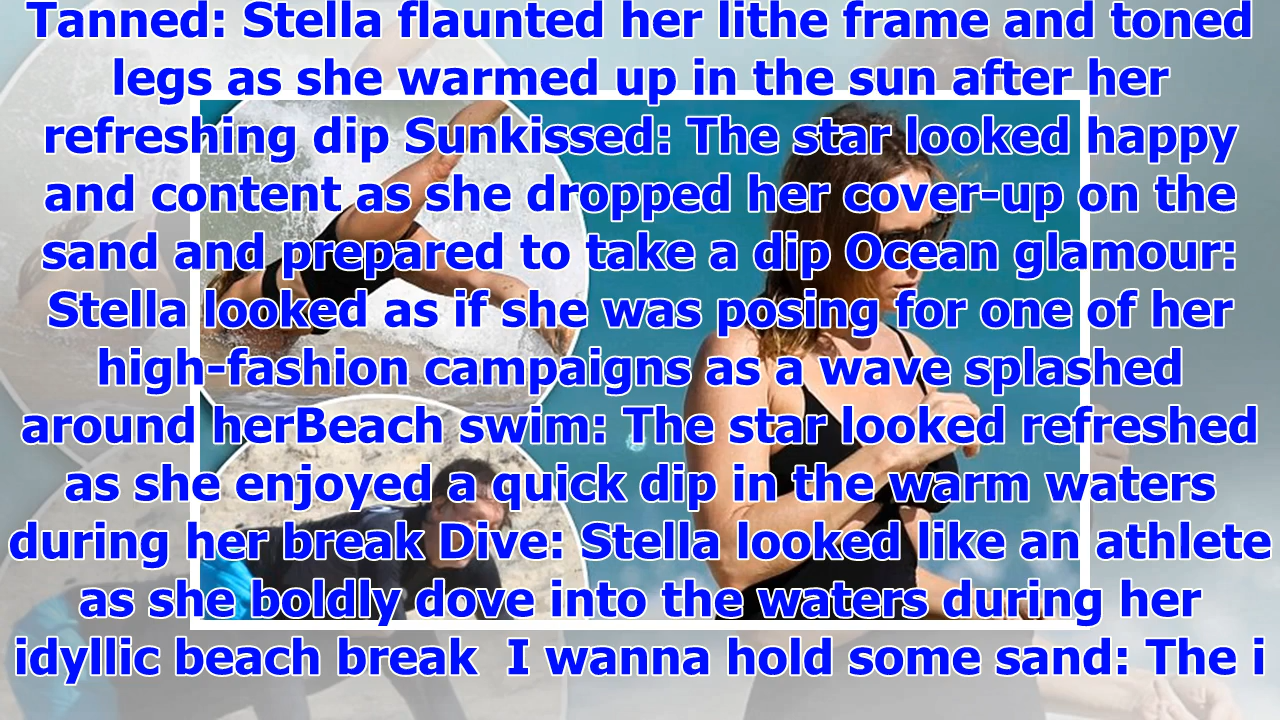 Tanned: Stella flaunted her lithe frame and toned
legs as she warmed up in the sun after her
refreshing dip Sunkissed: The star looked happy
and content as she dropped her cover-up on the
sand and prepared to take a dip Ocean glamour:
Stella looked as if she was posing for one of her
high-fashion campaigns as a wave splashed
around herBeach swim: The star looked refreshed
as she enjoyed a quick dip in the warm waters
during her break Dive: Stella looked like an athlete
as she boldly dove into the waters during her
idyllic beach break  I wanna hold some sand: The i